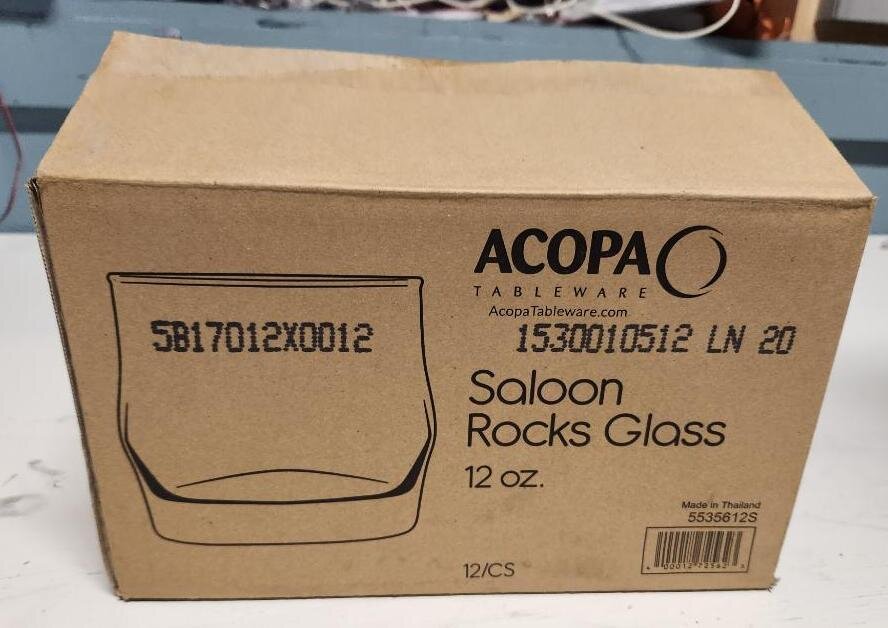 ACOPA
TABLEWARE
AcopaTableware.com
5B17012X0012
1530010512 LN 20
Saloon
Rocks Glass
12 oz.
Made in Thailand
5535612S
12/CS